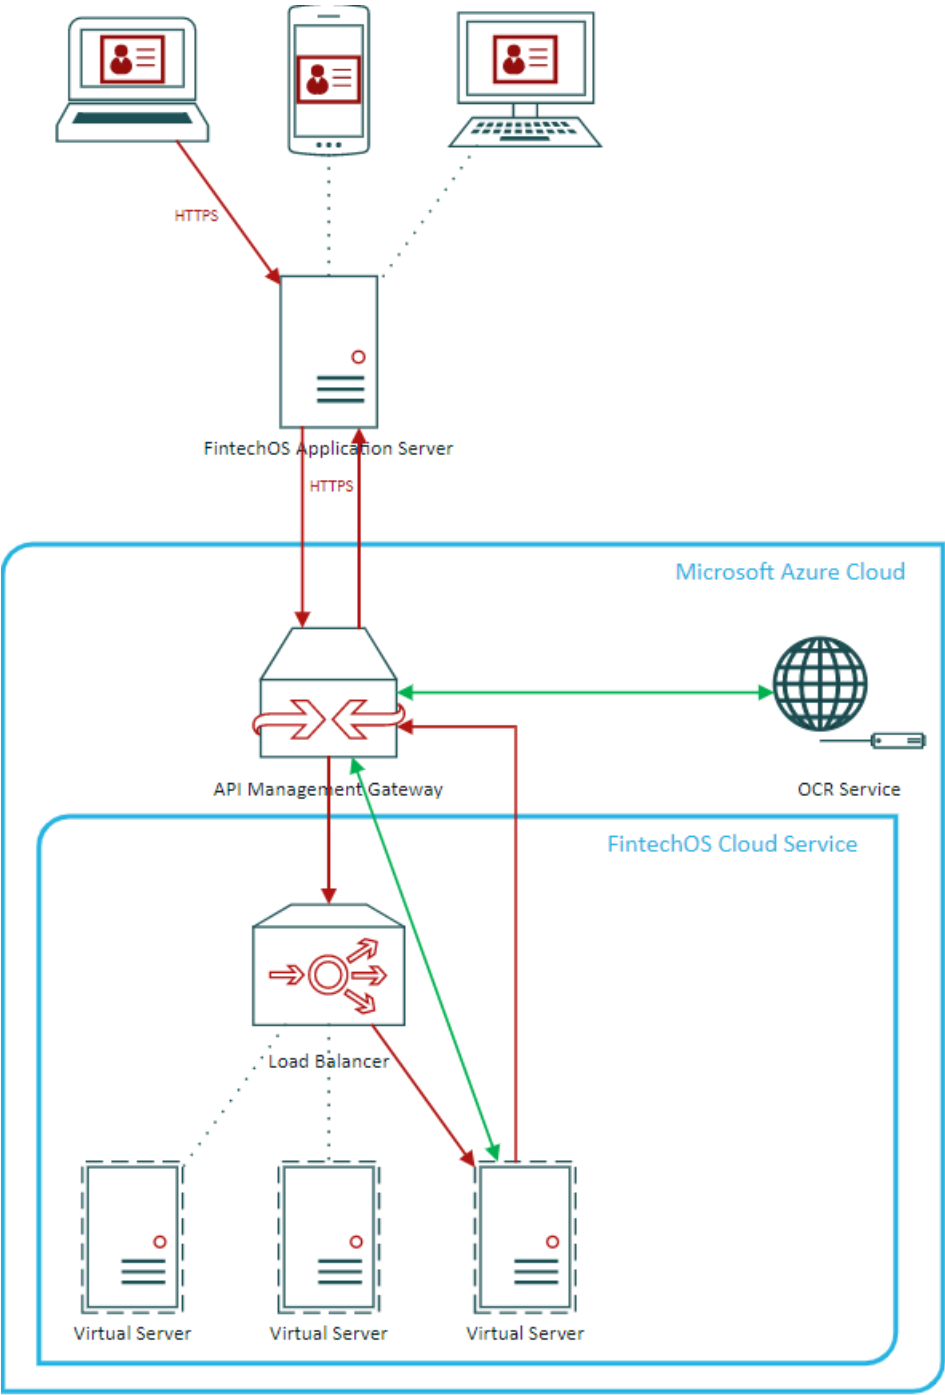 HTTPS
FintechOS Application Server
HTTPS
Microsoft Azure Cloud
API Management Gateway
OCR Service
FintechOS Cloud Service
Load Balancer
Virtual Server
Virtual Server
Virtual Server